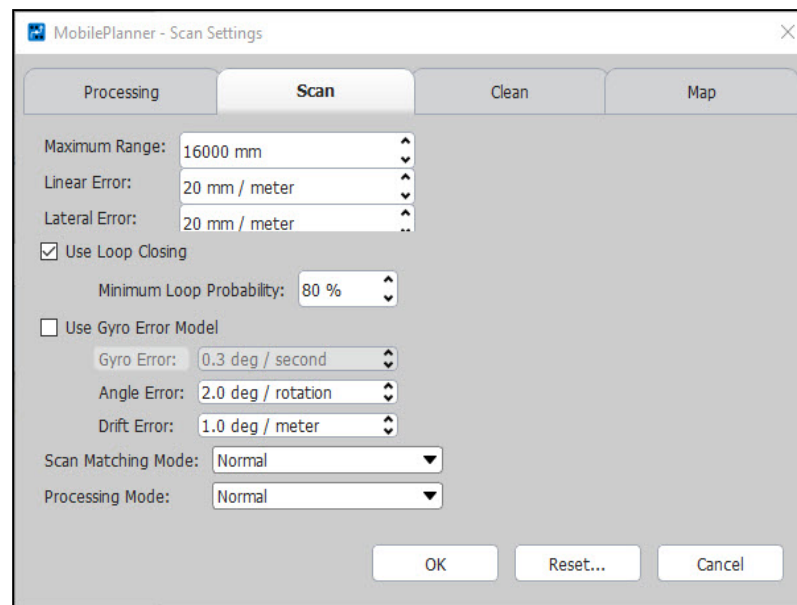 MobilePlanner - Scan Settings
Processing Scan Clean Map
Maximum Range: 16000 mm
Linear Error: 20 mm / meter
Lateral Error: 20 mm / meter
Use Loop Closing
Minimum Loop Probability: 80 %
Use Gyro Error Model
Gyro Error: 0.3 deg / second
Angle Error: 2.0 deg / rotation
Drift Error: 1.0 deg / meter
Scan Matching Mode: Normal
Processing Mode: Normal
OK Reset... Cancel